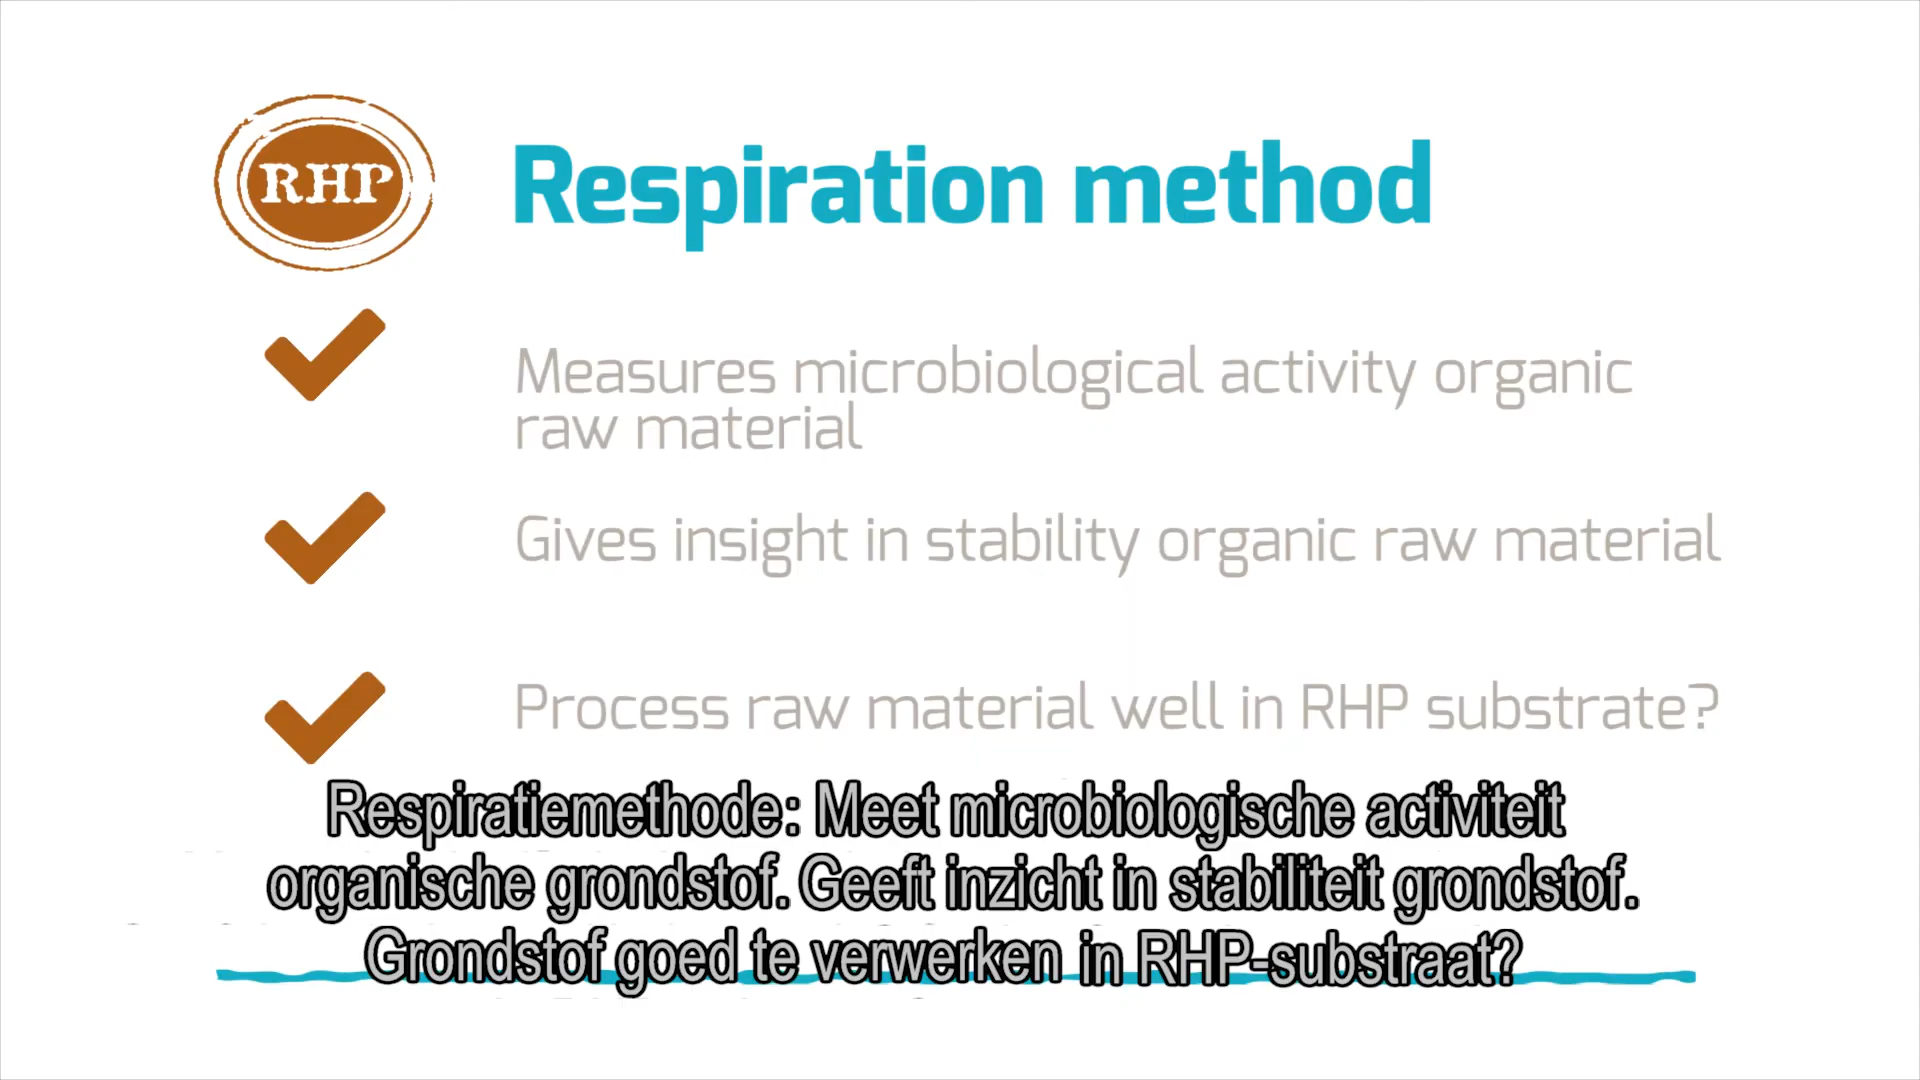 RHP
Respiration method
Measures microbiological activity organic
raw material
Gives insight in stability organic raw material
Process raw material well in RHP substrate?
Respiratiemethode: Meet microbiologische activiteit
organische grondstof. Geeft inzicht in stabiliteit grondstof.
Grondstof goed te verwerken in RHP-substraat?